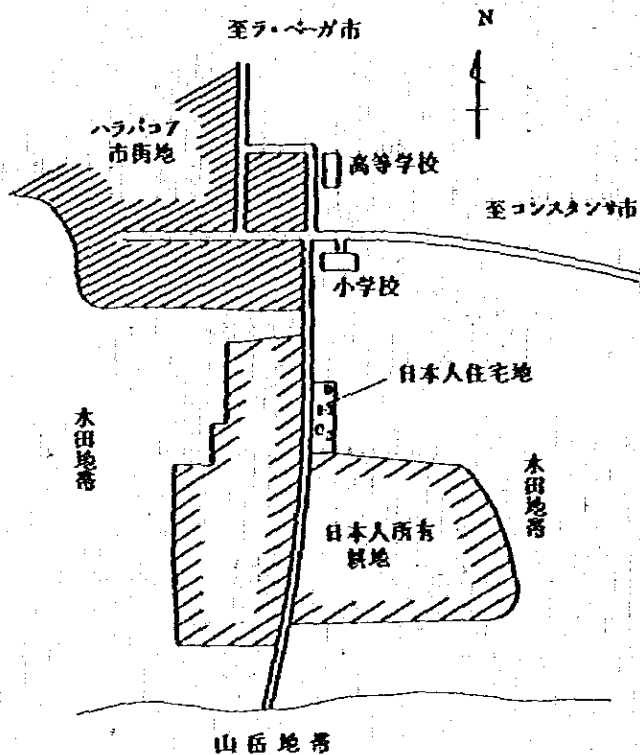 至ラ・ベーガ市
N
ハラバコア
市街地
高等学校
至コンスタンサ市
小学校
日本人住宅地
水田地帯
水田地帯
日本人所有
耕地
山岳地帯